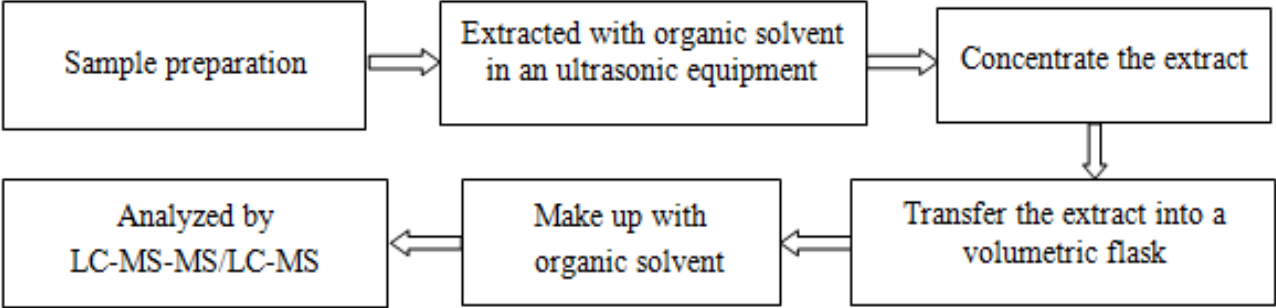 Sample preparation
Extracted with organic solvent
in an ultrasonic equipment
Concentrate the extract
Transfer the extract into a
volumetric flask
Make up with
organic solvent
Analyzed by
LC-MS-MS/LC-MS